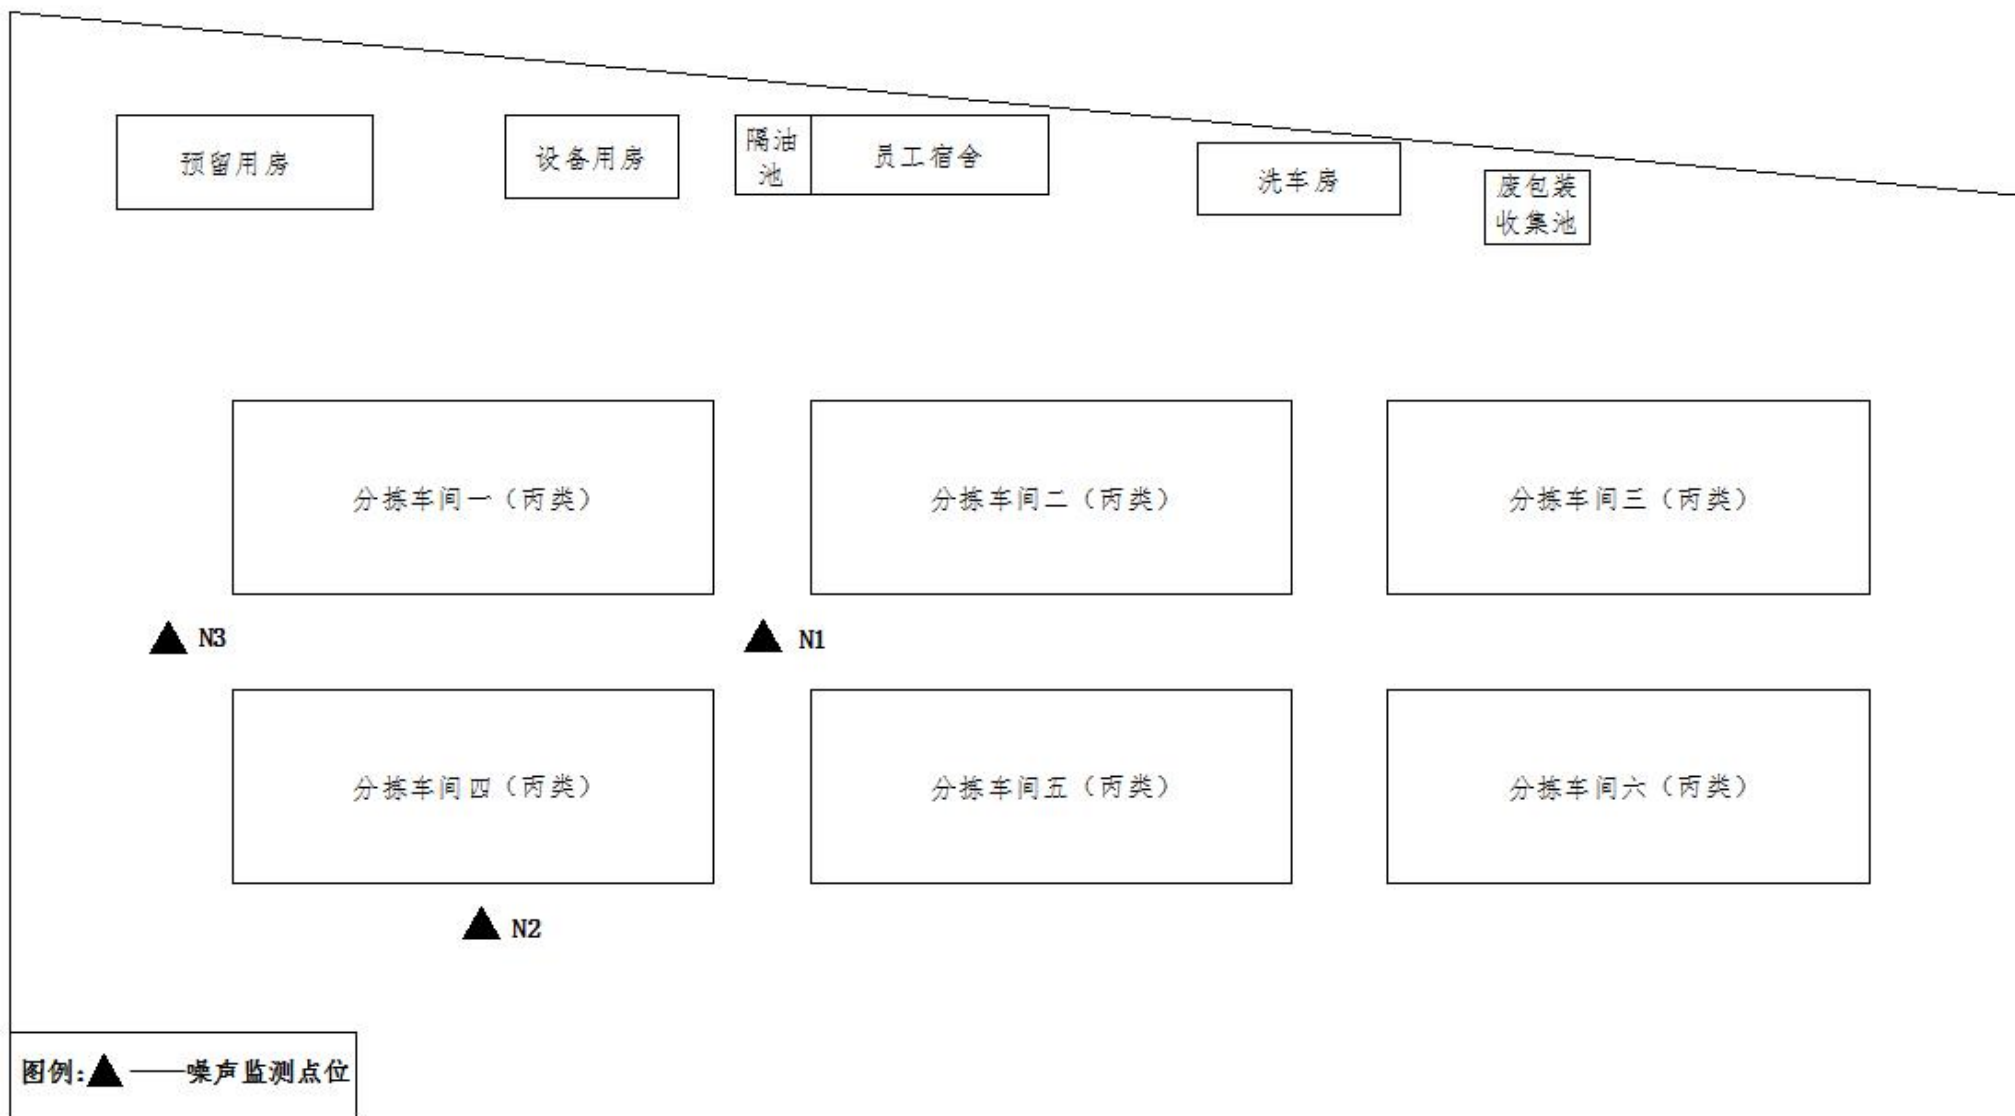 预留用房
设备用房
隔油
池
员工宿舍
洗车房
废包装
收集池
分拣车间一（丙类）
分拣车间二（丙类）
分拣车间三（丙类）
N3
N1
分拣车间四（丙类）
分拣车间五（丙类）
分拣车间六（丙类）
N2
图例:▲——噪声监测点位